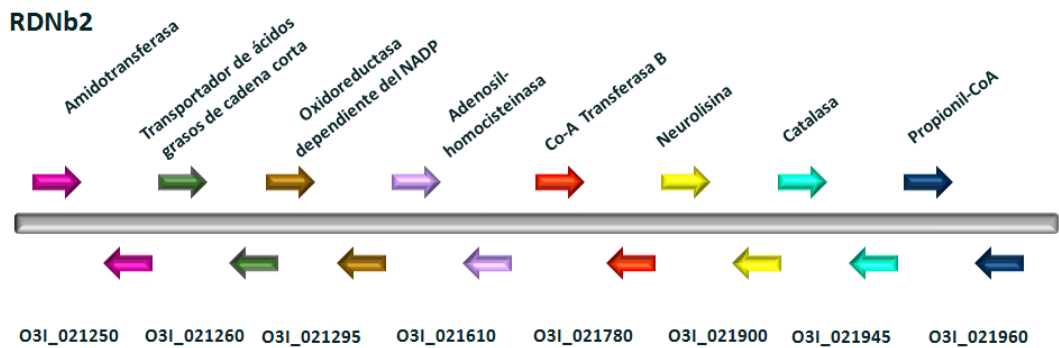 RDNb2
Amidotransferasa
Transportador de ácidos
grasos de cadena corta
Oxidoreductasa
dependiente del NADP
Adenosil-
homocisteinasa
Co-A Transferasa B
Neurolisina
Catalasa
Propionil-CoA
O3I_021250
O3I_021260
O3I_021295
O3I_021610
O3I_021780
O3I_021900
O3I_021945
O3I_021960